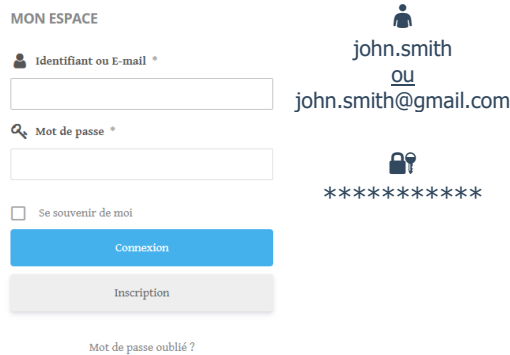 MON ESPACE
Identifiant ou E-mail *
Mot de passe *
Se souvenir de moi
Connexion
Inscription
Mot de passe oublié ?
john.smith
ou
john.smith@gmail.com
***********